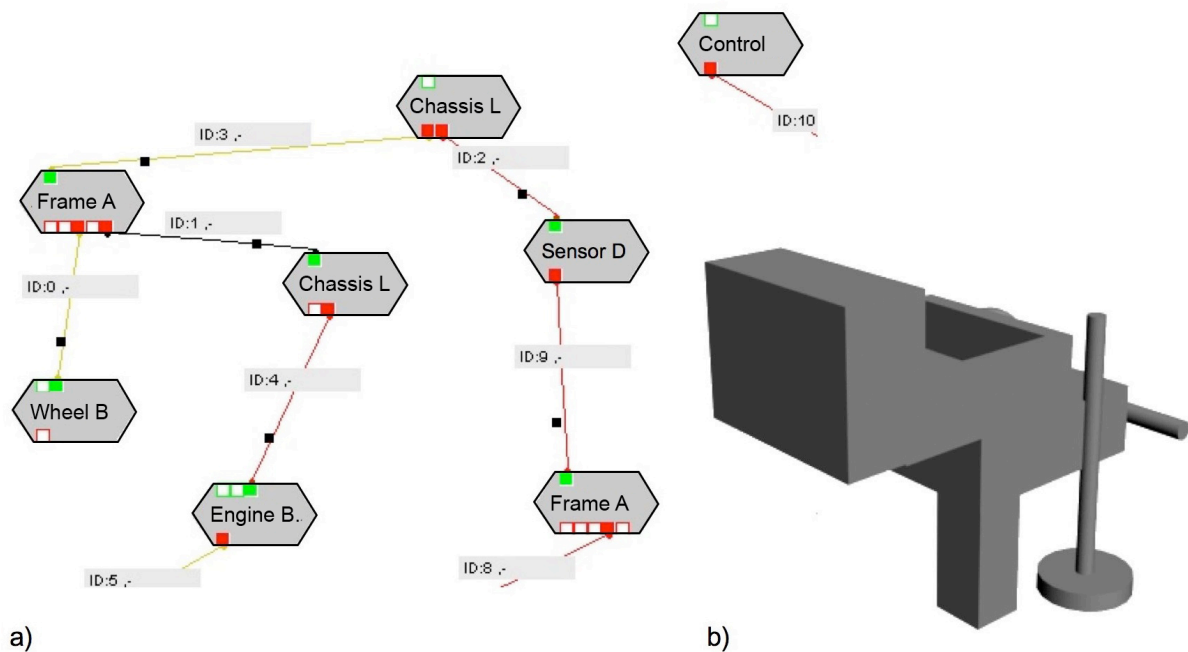 Control
ID:10
Chassis L
ID:3 ,-
ID:2 ,-
Frame A
ID:1 ,-
Sensor D
Chassis L
ID:0 ,-
ID:9 ,-
ID:4 ,-
Wheel B
Engine B..
Frame A
ID:8 ,-
ID:5 ,-
a)
b)